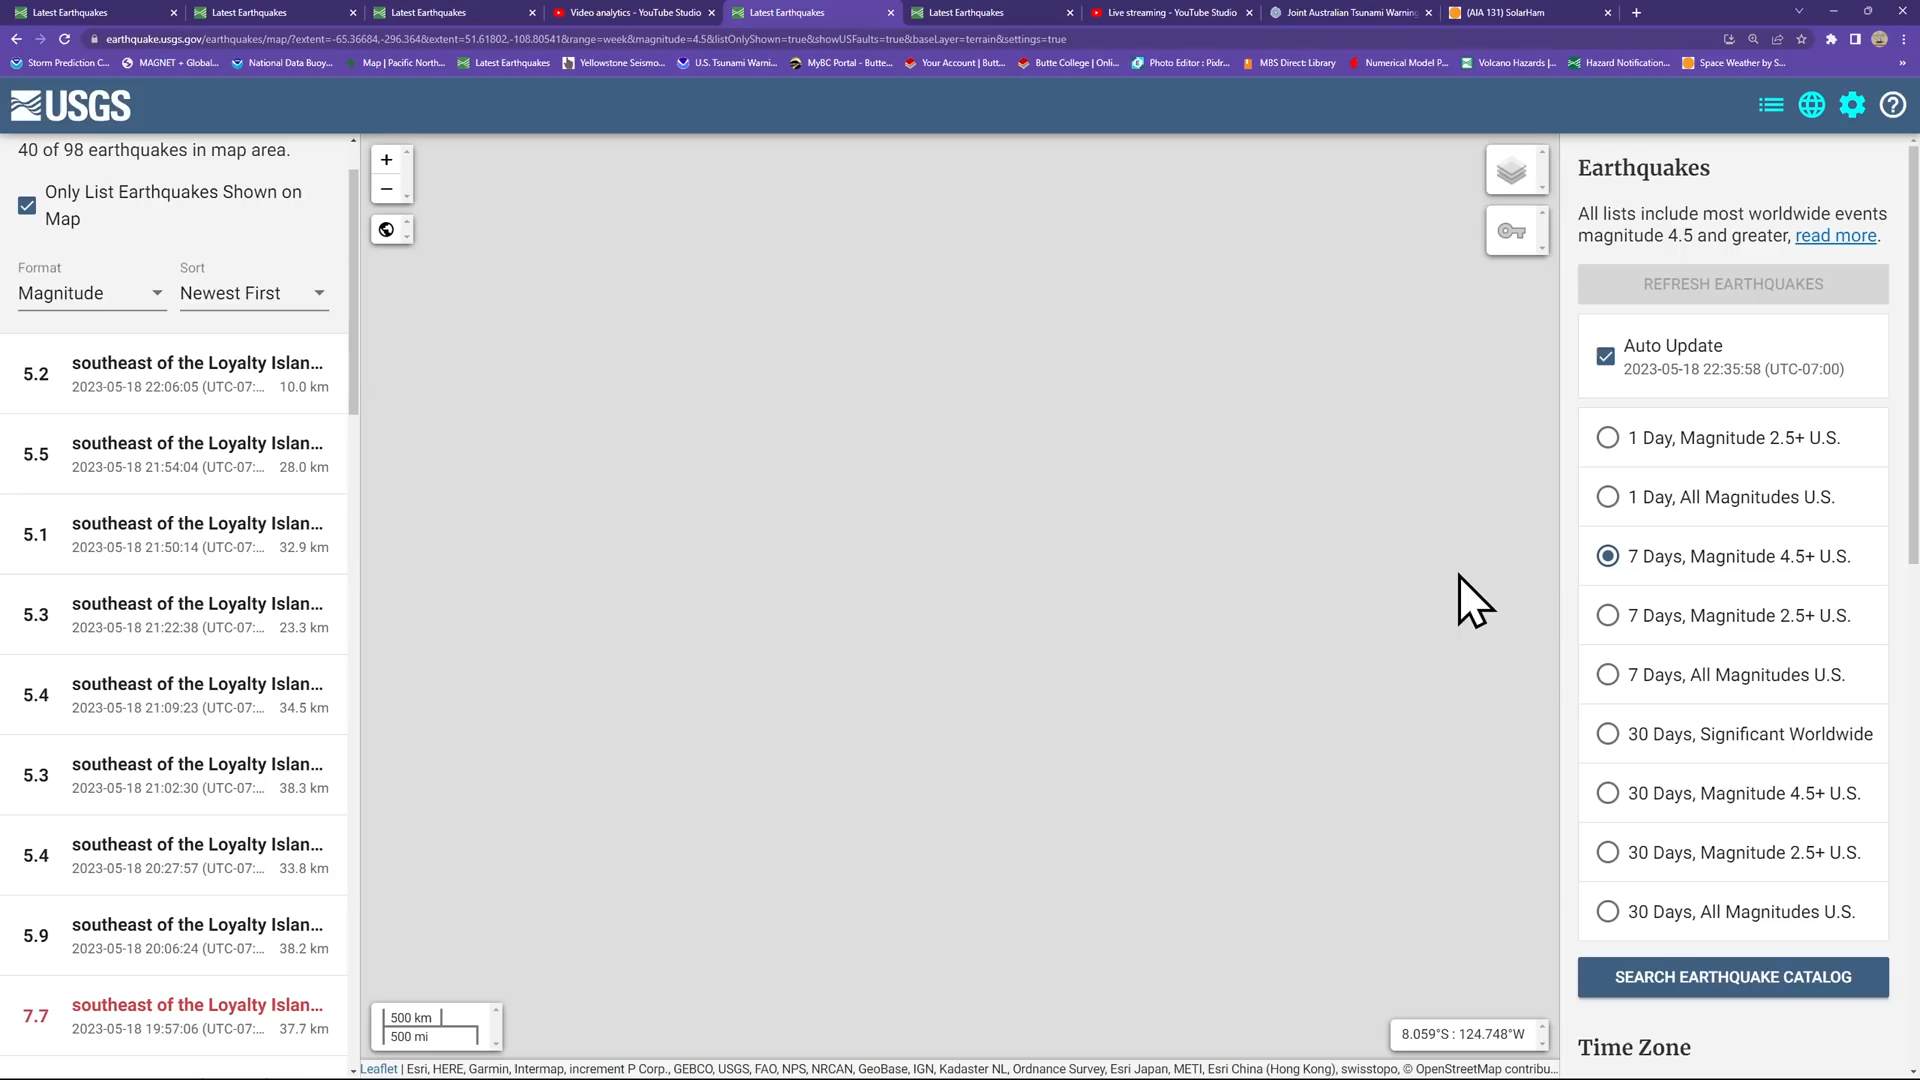 Latest Earthquakes
Latest Earthquakes
Latest Earthquakes
Video analytics - YouTube Studio
Latest Earthquakes
Latest Earthquakes
Live streaming - YouTube Studio
Joint Australian Tsunami Warning
(AIA 131) SolarHam
earthquake.usgs.gov/earthquakes/map/?extent=-65.36684,-296.364&extent=51.61802,-108.80541&range=week&magnitude=4.5&listOnlyShown=true&showUSFaults=true&baseLayer=terrain&settings=true
Storm Prediction C...
MAGNET + Global...
National Data Buoy...
Map | Pacific North...
Latest Earthquakes
Yellowstone Seismo...
U.S. Tsunami Warni...
MyBC Portal - Butte...
Your Account | Butt...
Butte College | Onli...
Photo Editor : Pixlr...
MBS Direct: Library
Numerical Model P...
Volcano Hazards |...
Hazard Notification...
Space Weather by S...
»
USGS
40 of 98 earthquakes in map area.
Only List Earthquakes Shown on
Map
Format
Sort
Magnitude
Newest First
5.2
southeast of the Loyalty Islan...
2023-05-18 22:06:05 (UTC-07:... 10.0 km
5.5
southeast of the Loyalty Islan...
2023-05-18 21:54:04 (UTC-07:... 28.0 km
5.1
southeast of the Loyalty Islan...
2023-05-18 21:50:14 (UTC-07:... 32.9 km
5.3
southeast of the Loyalty Islan...
2023-05-18 21:22:38 (UTC-07:... 23.3 km
5.4
southeast of the Loyalty Islan...
2023-05-18 21:09:23 (UTC-07:... 34.5 km
5.3
southeast of the Loyalty Islan...
2023-05-18 21:02:30 (UTC-07:... 38.3 km
5.4
southeast of the Loyalty Islan...
2023-05-18 20:27:57 (UTC-07:... 33.8 km
5.9
southeast of the Loyalty Islan...
2023-05-18 20:06:24 (UTC-07:... 38.2 km
7.7
southeast of the Loyalty Islan...
2023-05-18 19:57:06 (UTC-07:... 37.7 km
+
−
500 km
500 mi
8.059°S : 124.748°W
Leaflet | Esri, HERE, Garmin, Intermap, increment P Corp., GEBCO, USGS, FAO, NPS, NRCAN, GeoBase, IGN, Kadaster NL, Ordnance Survey, Esri Japan, METI, Esri China (Hong Kong), swisstopo, © OpenStreetMap contribu...
Earthquakes
All lists include most worldwide events
magnitude 4.5 and greater, read more.
REFRESH EARTHQUAKES
Auto Update
2023-05-18 22:35:58 (UTC-07:00)
1 Day, Magnitude 2.5+ U.S.
1 Day, All Magnitudes U.S.
7 Days, Magnitude 4.5+ U.S.
7 Days, Magnitude 2.5+ U.S.
7 Days, All Magnitudes U.S.
30 Days, Significant Worldwide
30 Days, Magnitude 4.5+ U.S.
30 Days, Magnitude 2.5+ U.S.
30 Days, All Magnitudes U.S.
SEARCH EARTHQUAKE CATALOG
Time Zone